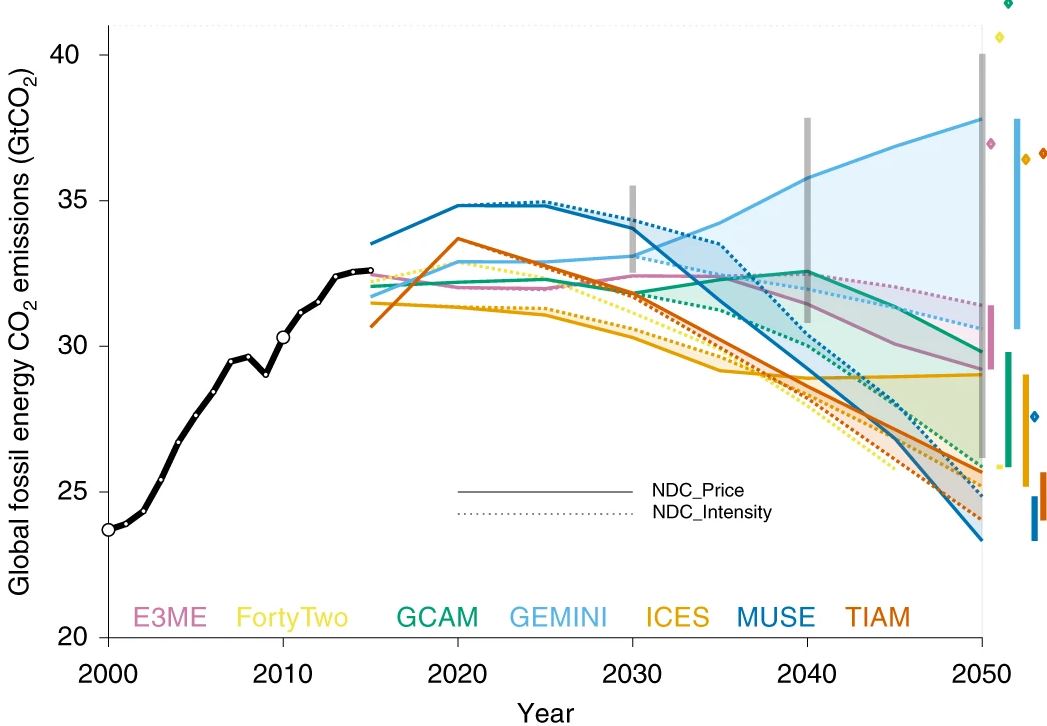 Global fossil energy CO₂ emissions (GtCO₂)
40
35
30
25
20
NDC_Price
NDC_Intensity
E3ME FortyTwo GCAM GEMINI ICES MUSE TIAM
2000 2010 2020 2030 2040 2050
Year